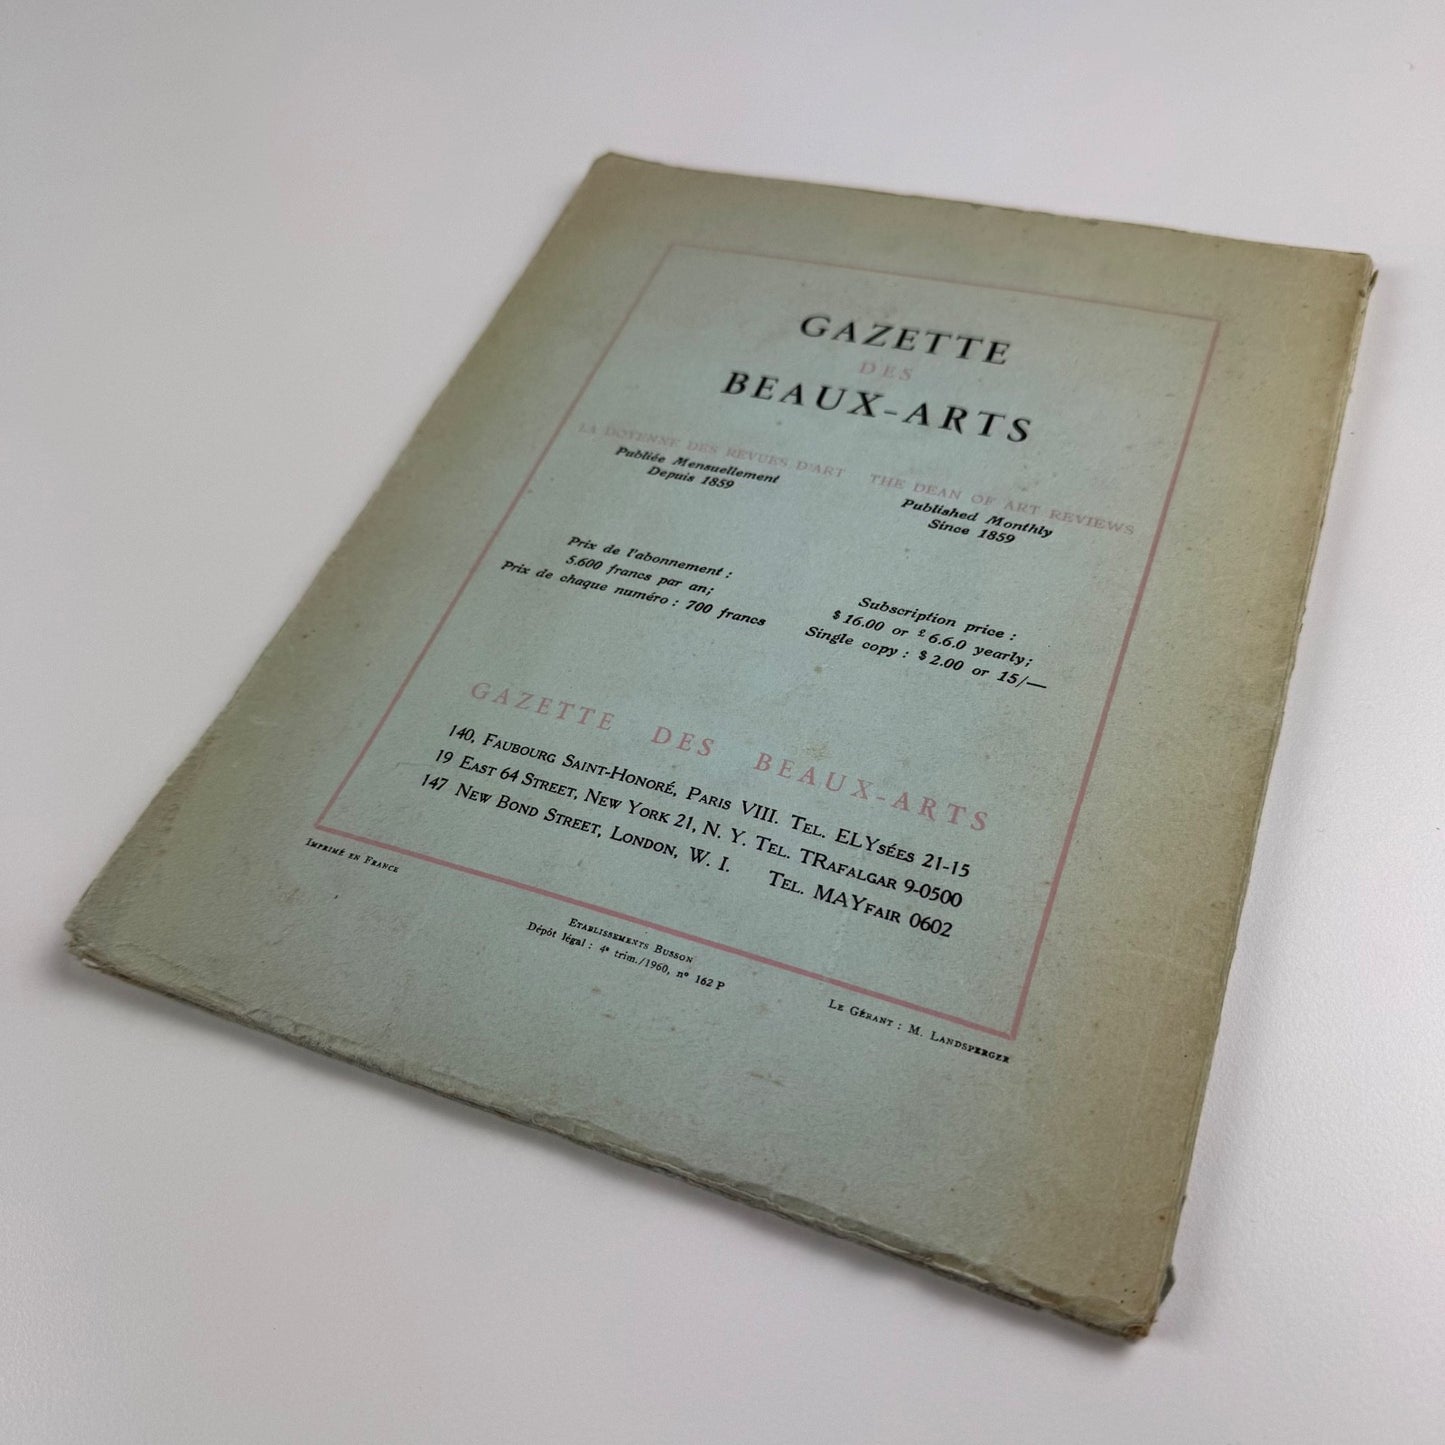 GAZETTE
DES
BEAUX-ARTS
LA DOYENNE DES REVUES D'ART
Publiée Mensuellement
Depuis 1859
THE DEAN OF ART REVIEWS
Published Monthly
Since 1859
Prix de l'abonnement :
5.600 francs par an;
Prix de chaque numéro : 700 francs
Subscription price :
$ 16.00 or £ 6.6.0 yearly;
Single copy : $ 2.00 or 15/—
GAZETTE DES BEAUX-ARTS
140, FAUBOURG SAINT-HONORÉ, PARIS VIII. TEL. ELYSÉES 21-15
19 EAST 64 STREET, NEW YORK 21, N. Y. TEL. TRAFALGAR 9-0500
147 NEW BOND STREET, LONDON, W. I. TEL. MAYFAIR 0602
IMPRIMÉ EN FRANCE
ETABLISSEMENTS BUSSON
Dépôt légal : 4e trim./1960, n° 162 P
LE GÉRANT : M. LANDSPERGER